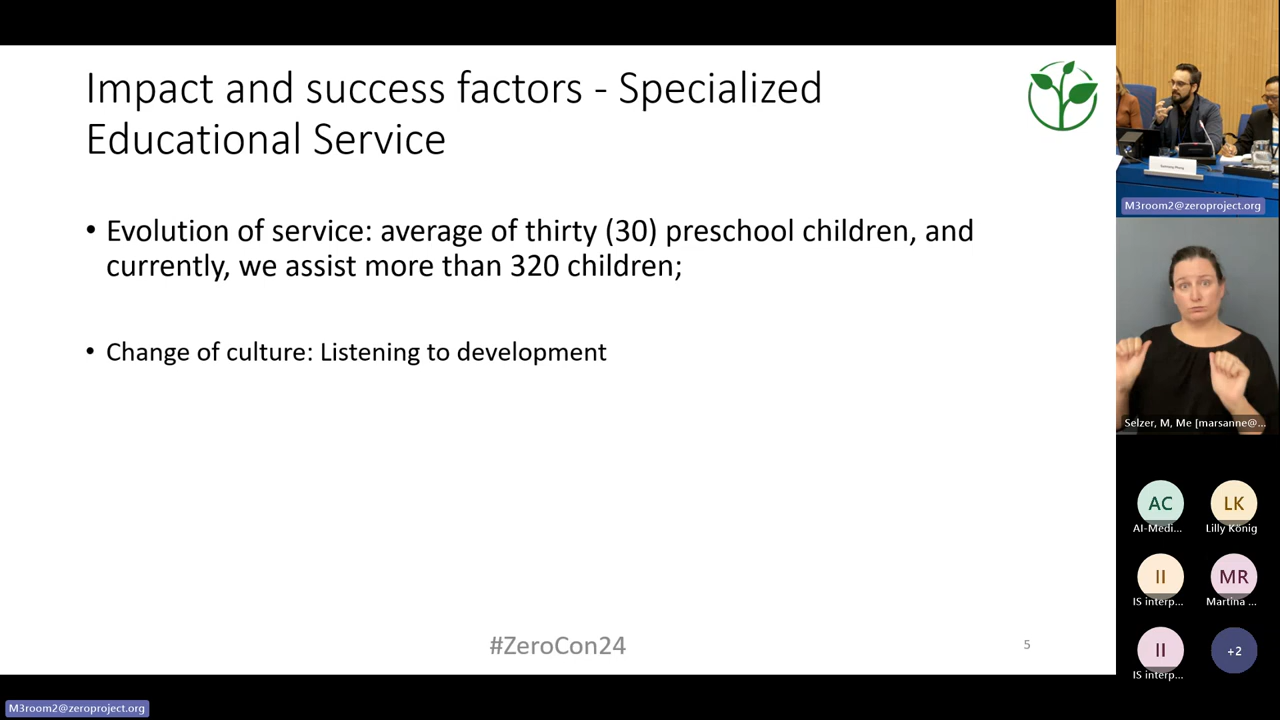 Impact and success factors - Specialized
Educational Service
• Evolution of service: average of thirty (30) preschool children, and
currently, we assist more than 320 children;
• Change of culture: Listening to development
#ZeroCon24
5
M3room2@zeroproject.org
M3room2@zeroproject.org
Selzer, M, Me [marsanne@...
AC
AI-Medi...
LK
Lilly König
II
IS interp...
MR
Martina ...
II
IS interp...
+2